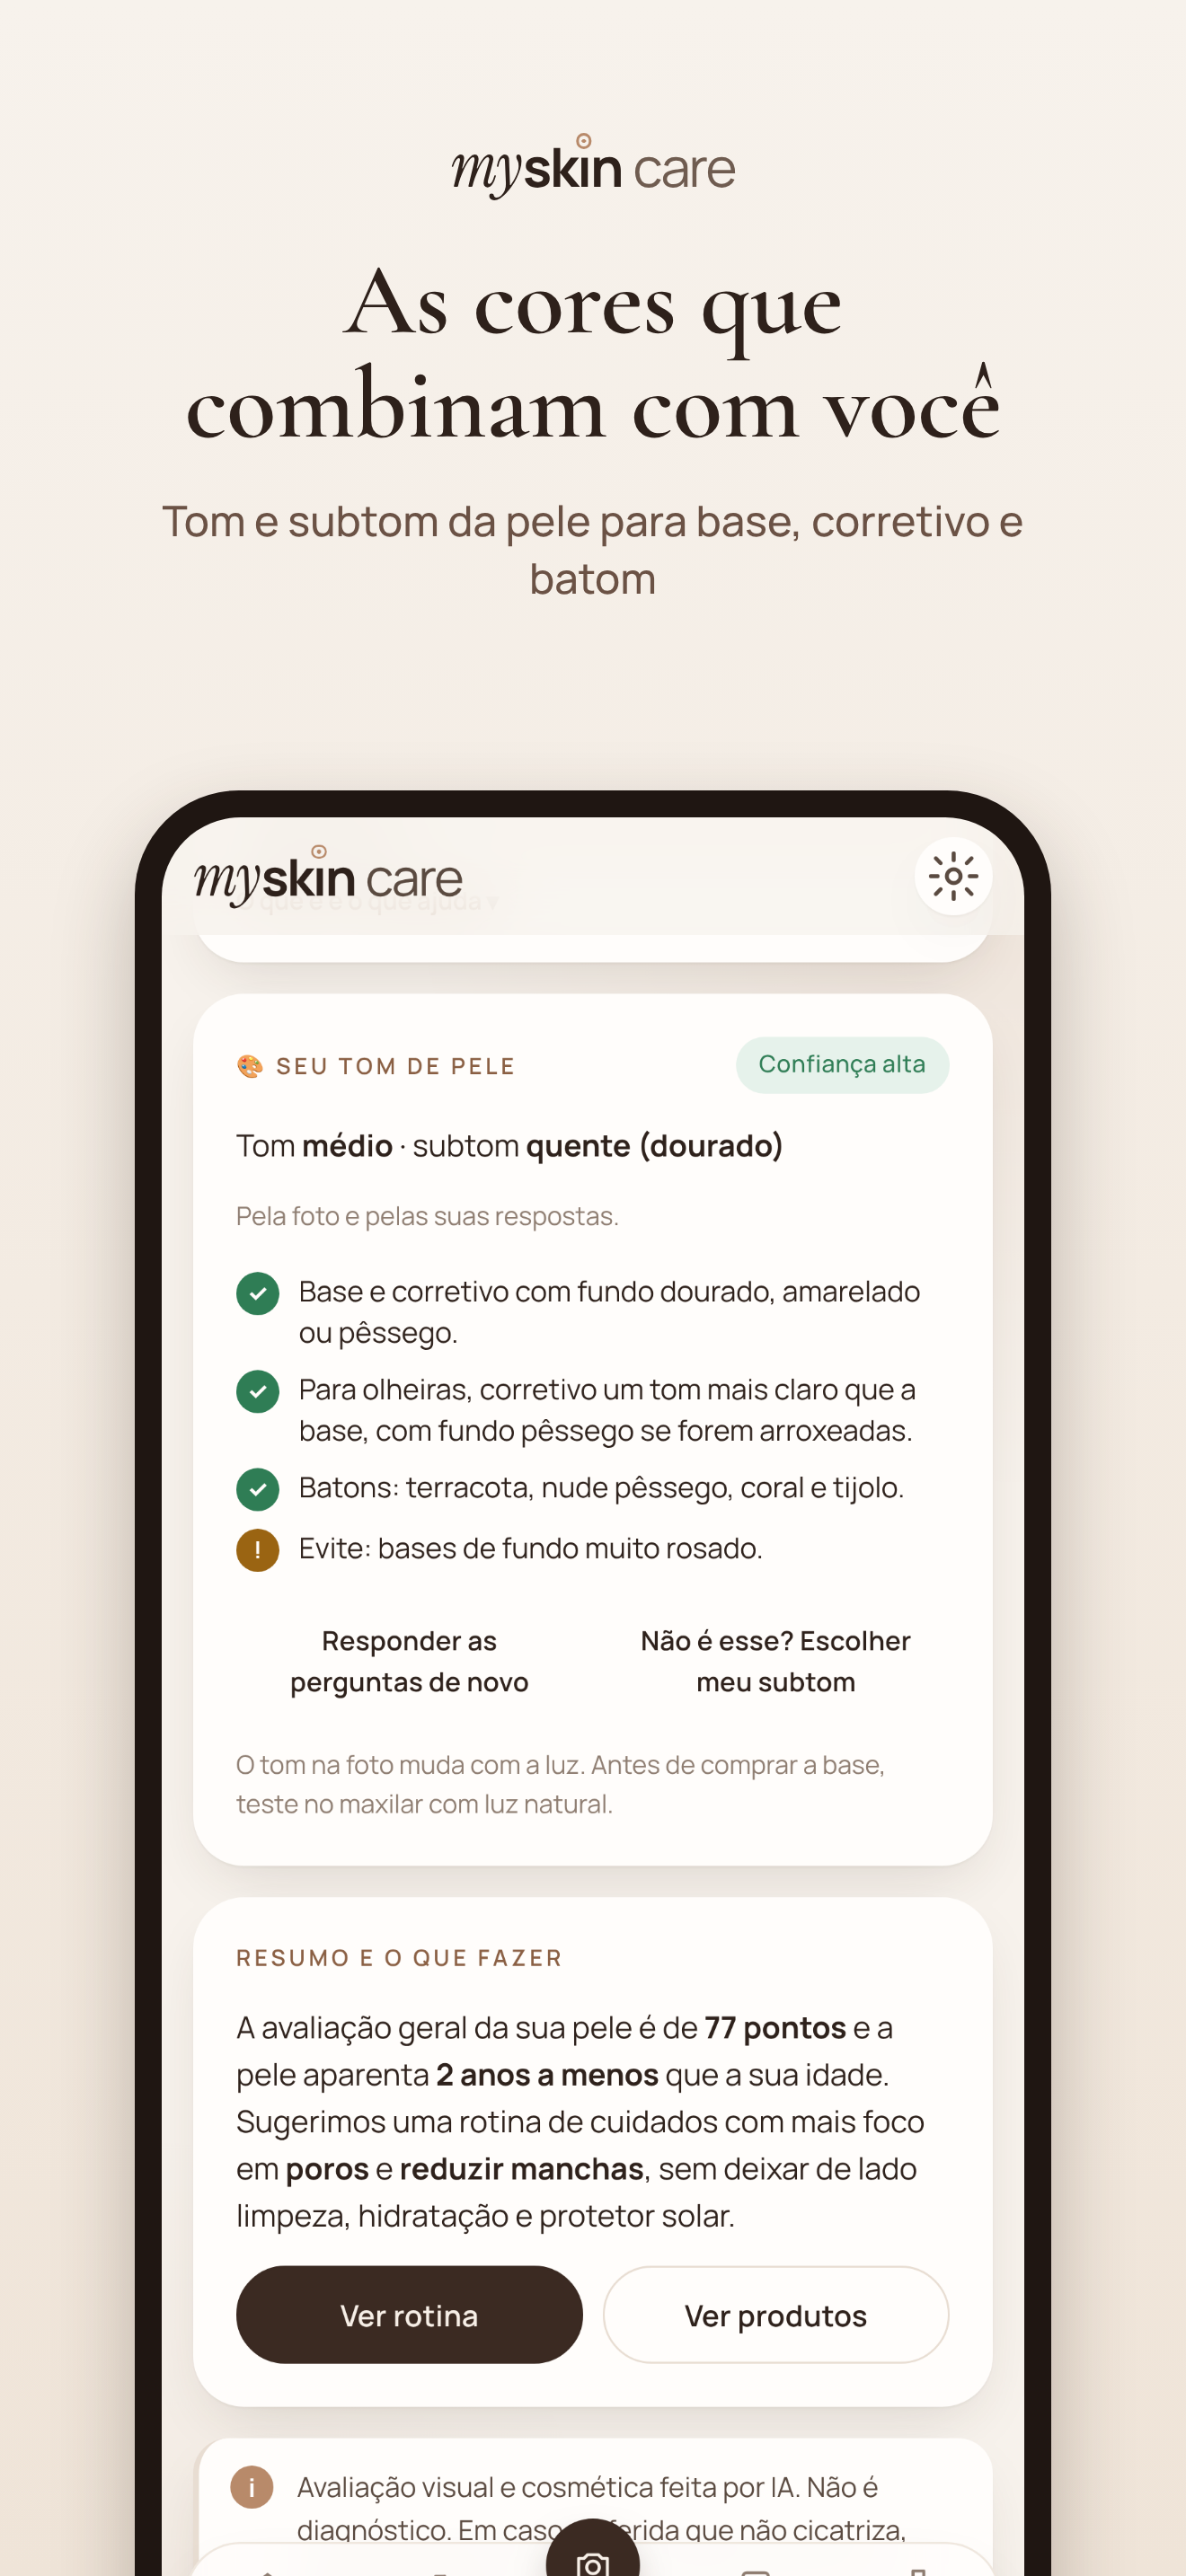 myskin care
As cores que
combinam com você
Tom e subtom da pele para base, corretivo e
batom
myskin care
O que é e o que ajuda ▾
🎨 SEU TOM DE PELE
Confiança alta
Tom médio · subtom quente (dourado)
Pela foto e pelas suas respostas.
Base e corretivo com fundo dourado, amarelado
ou pêssego.
Para olheiras, corretivo um tom mais claro que a
base, com fundo pêssego se forem arroxeadas.
Batons: terracota, nude pêssego, coral e tijolo.
! Evite: bases de fundo muito rosado.
Responder as
perguntas de novo
Não é esse? Escolher
meu subtom
O tom na foto muda com a luz. Antes de comprar a base,
teste no maxilar com luz natural.
RESUMO E O QUE FAZER
A avaliação geral da sua pele é de 77 pontos e a
pele aparenta 2 anos a menos que a sua idade.
Sugerimos uma rotina de cuidados com mais foco
em poros e reduzir manchas, sem deixar de lado
limpeza, hidratação e protetor solar.
Ver rotina
Ver produtos
i Avaliação visual e cosmética feita por IA. Não é
diagnóstico. Em caso ferida que não cicatriza,